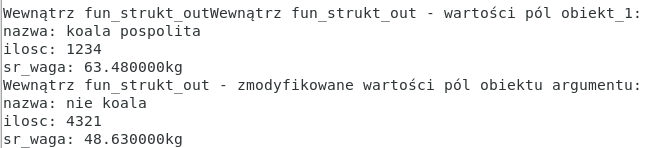 Wewnątrz fun_strukt_outWewnątrz fun_strukt_out - wartości pól obiekt_1:
nazwa: koala pospolita
ilosc: 1234
sr_waga: 63.480000kg
Wewnątrz fun_strukt_out - zmodyfikowane wartości pól obiektu argumentu:
nazwa: nie koala
ilosc: 4321
sr_waga: 48.630000kg